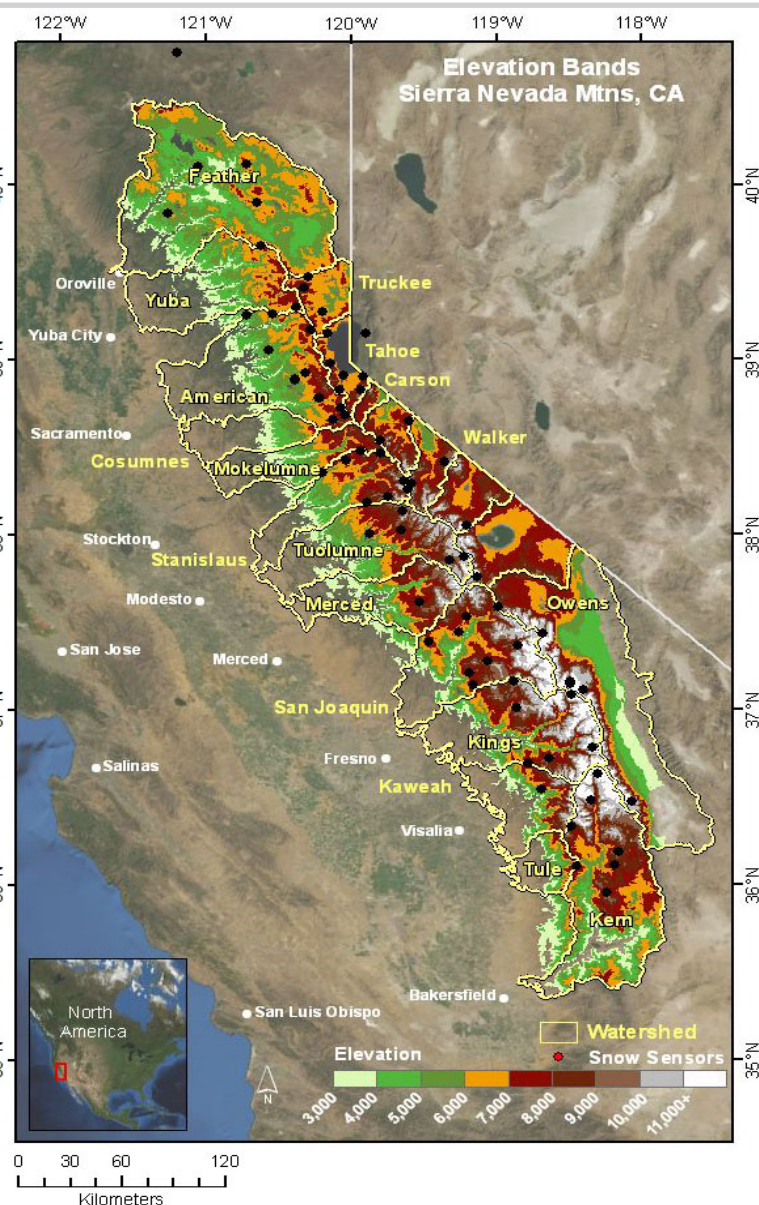 122°W 121°W 120°W 119°W 118°W
Elevation Bands
Sierra Nevada Mtns, CA
Feather
40°N
Oroville
Truckee
Yuba
Yuba City
Tahoe
39°N
Carson
American
Sacramento
Walker
Cosumnes
Mokelumne
38°N
Stockton
Stanislaus
Tuolumne
Modesto
Merced
Owens
San Jose
Merced
San Joaquin
37°N
Kings
Fresno
Salinas
Kaweah
Visalia
Tule
36°N
Kern
Bakersfield
San Luis Obispo
North
America
Watershed
Elevation
Snow Sensors
35°N
N
3,000 4,000 5,000 6,000 7,000 8,000 9,000 10,000 11,000+
0 30 60 120
Kilometers